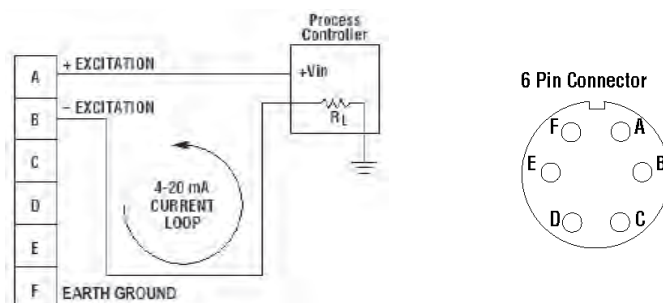 Process
Controller
+Vin
RL
A
+ EXCITATION
B
– EXCITATION
C
D
E
F
EARTH GROUND
4-20 mA
CURRENT
LOOP
6 Pin Connector
F
A
E
B
D
C